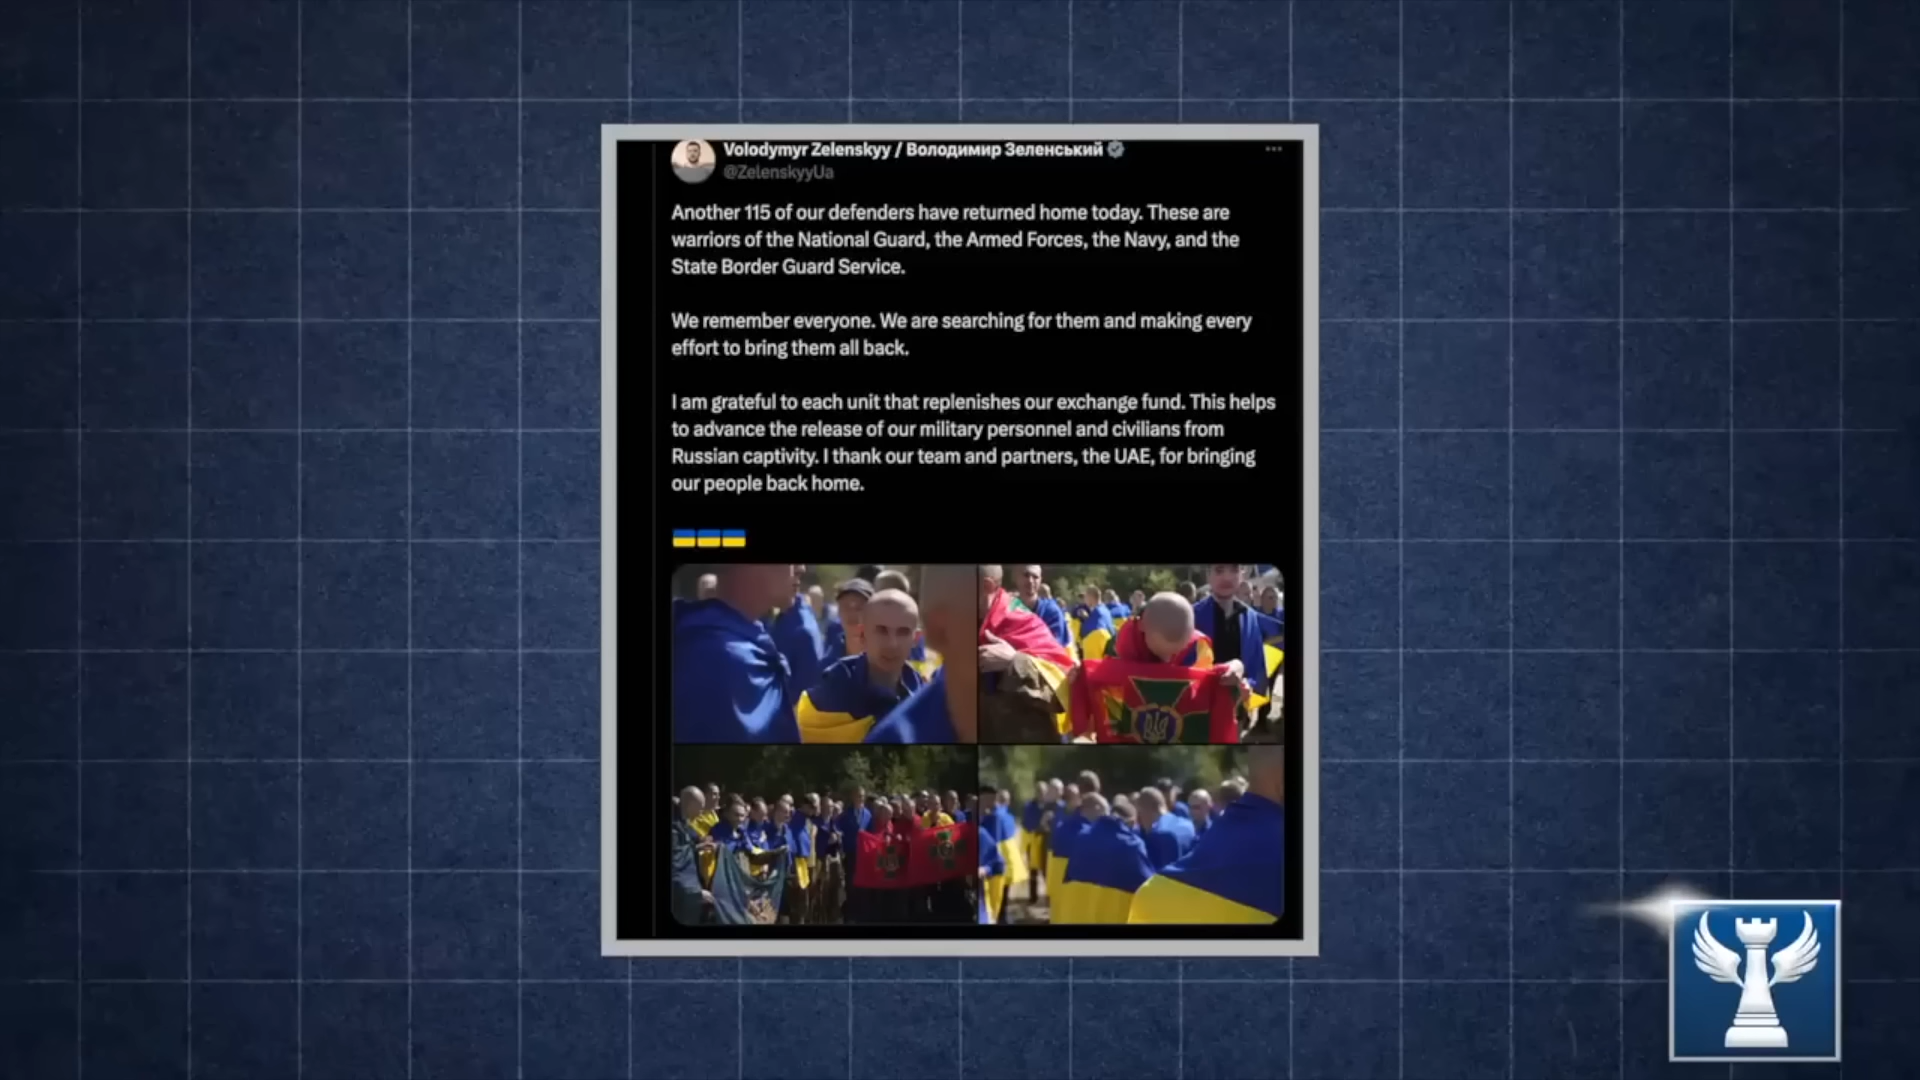 Volodymyr Zelenskyy / Володимир Зеленський
@ZelenskyyUa
Another 115 of our defenders have returned home today. These are
warriors of the National Guard, the Armed Forces, the Navy, and the
State Border Guard Service.
We remember everyone. We are searching for them and making every
effort to bring them all back.
I am grateful to each unit that replenishes our exchange fund. This helps
to advance the release of our military personnel and civilians from
Russian captivity. I thank our team and partners, the UAE, for bringing
our people back home.